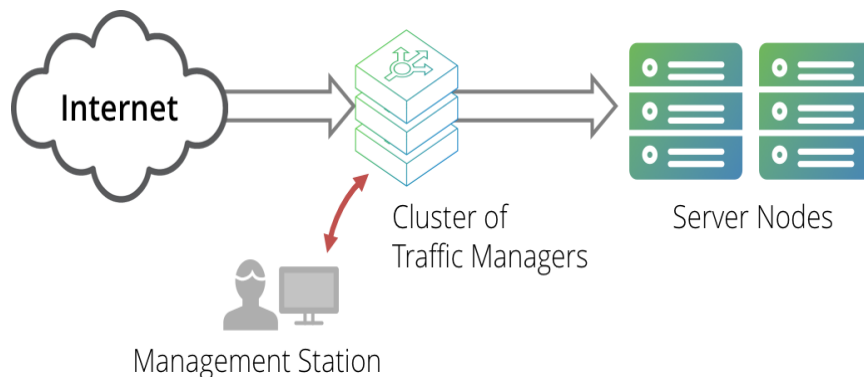 Internet
Cluster of
Traffic Managers
Server Nodes
Management Station